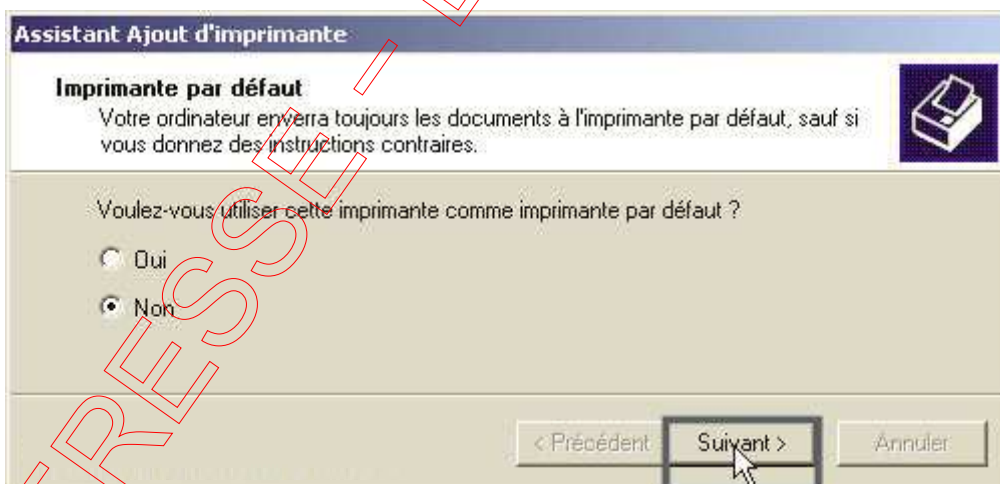 Assistant Ajout d'imprimante
Imprimante par défaut
Votre ordinateur enverra toujours les documents à l'imprimante par défaut, sauf si
vous donnez des instructions contraires.
Voulez-vous utiliser cette imprimante comme imprimante par défaut ?
Oui
Non
< Précédent Suivant > Annuler
RESSE –